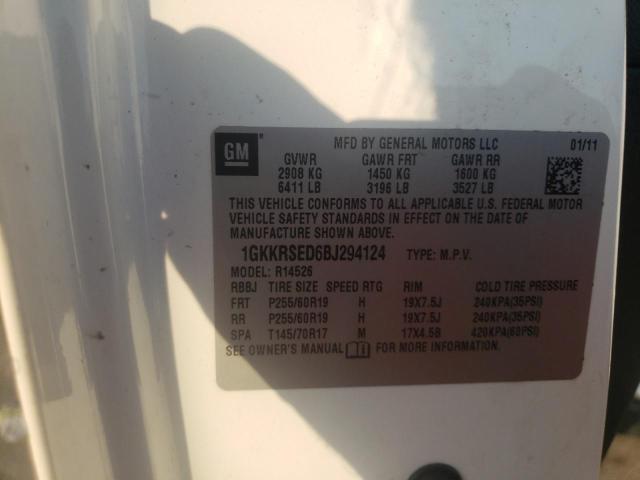 GM
MFD BY GENERAL MOTORS LLC 01/11
GVWR GAWR FRT GAWR RR
2908 KG 1450 KG 1600 KG
6411 LB 3196 LB 3527 LB
THIS VEHICLE CONFORMS TO ALL APPLICABLE U.S. FEDERAL MOTOR
VEHICLE SAFETY STANDARDS IN EFFECT ON THE DATE OF
MANUFACTURE SHOWN ABOVE.
1GKKRSED6BJ294124 TYPE: M.P.V.
MODEL: R14526
RBBJ TIRE SIZE SPEED RTG RIM COLD TIRE PRESSURE
FRT P255/60R19 H 19X7.5J 240KPA(35PSI)
RR P255/60R19 H 19X7.5J 240KPA(35PSI)
SPA T145/70R17 M 17X4.5B 420KPA(60PSI)
SEE OWNER'S MANUAL FOR MORE INFORMATION.